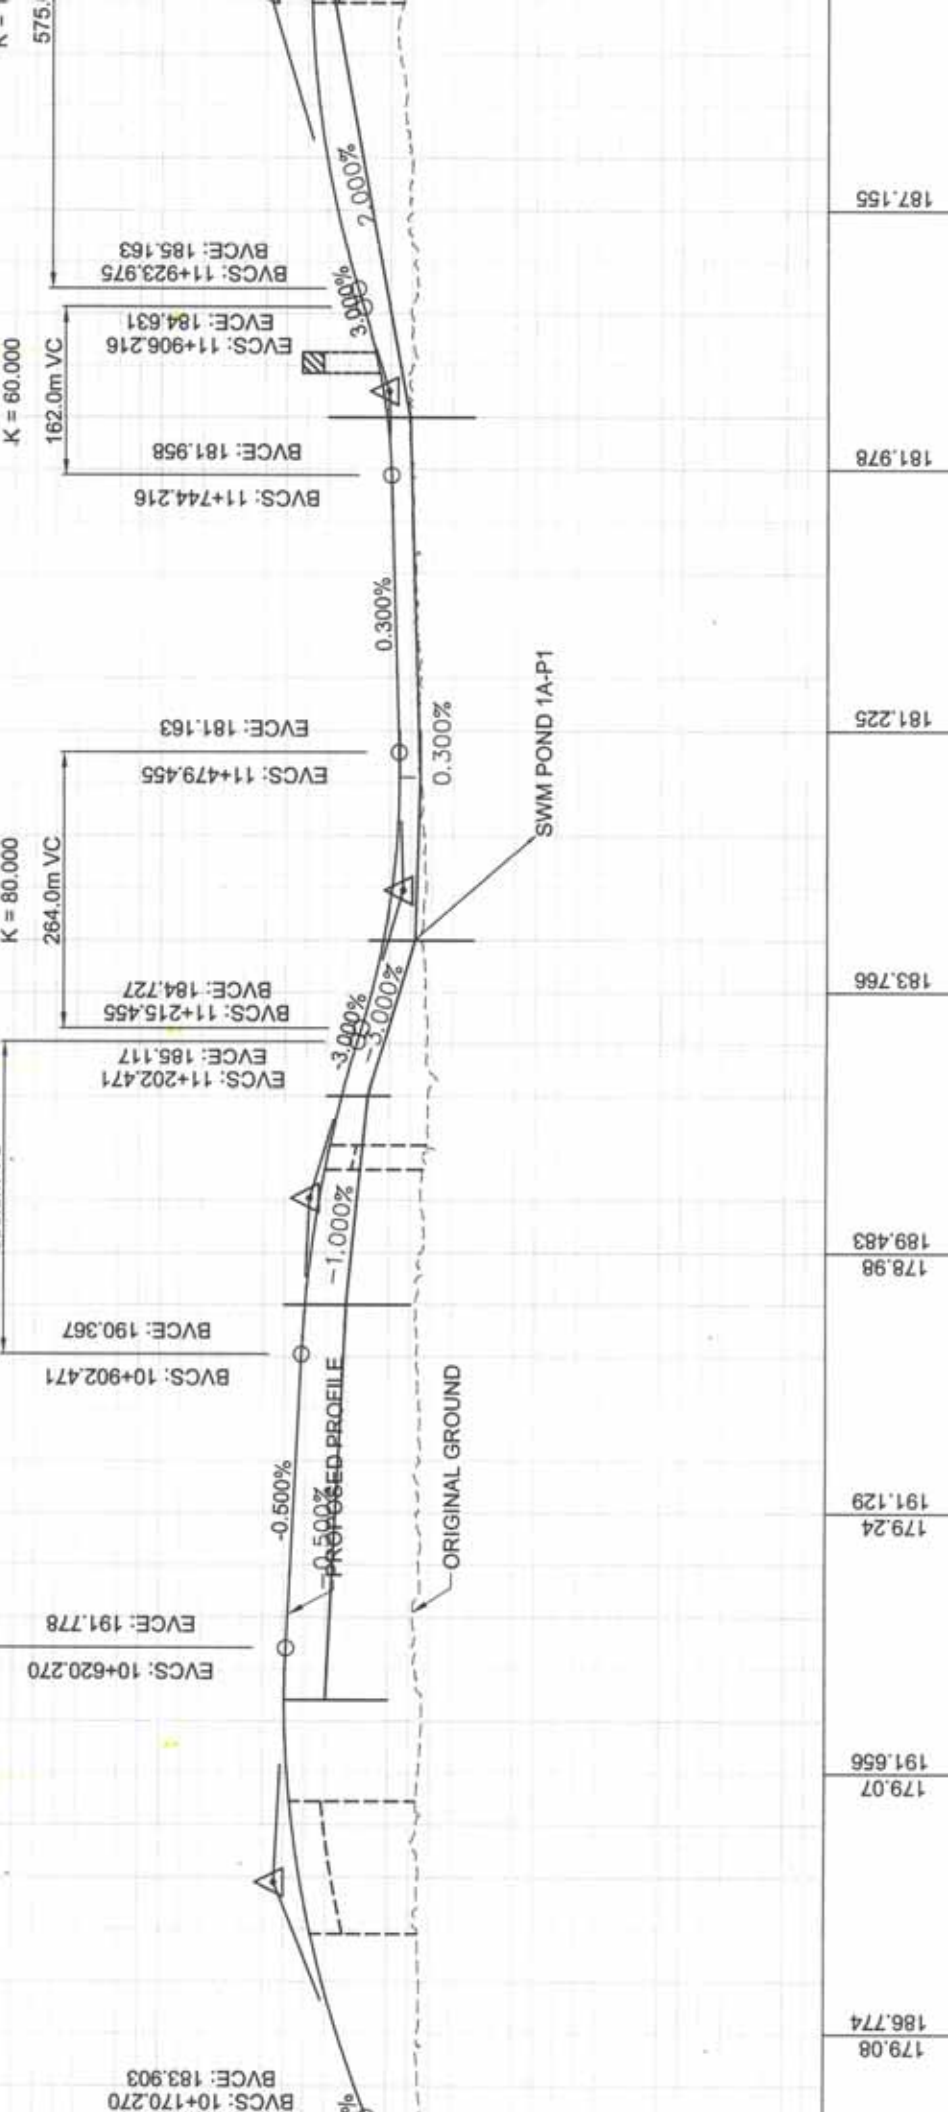 575.
187.155
BVCE: 185.163
BVCS: 11+923.975
2.000%
3.000%
EVCE: 184.631
EVCS: 11+906.216
K = 60.000
162.0m VC
BVCE: 181.958
BVCS: 11+744.216
181.978
0.300%
EVCE: 181.163
EVCS: 11+479.455
181.225
0.300%
SWM POND 1A-P1
K = 80.000
264.0m VC
BVCE: 184.727
BVCS: 11+215.455
183.766
-3.000%
-3.000%
EVCE: 185.117
EVCS: 11+202.471
-1.000%
189.483
178.98
BVCE: 190.367
BVCS: 10+902.471
PROPOSED PROFILE
ORIGINAL GROUND
-0.500%
-0.500%
191.129
179.24
EVCE: 191.778
EVCS: 10+620.270
191.656
179.07
186.774
179.08
BVCE: 183.903
BVCS: 10+170.270
%